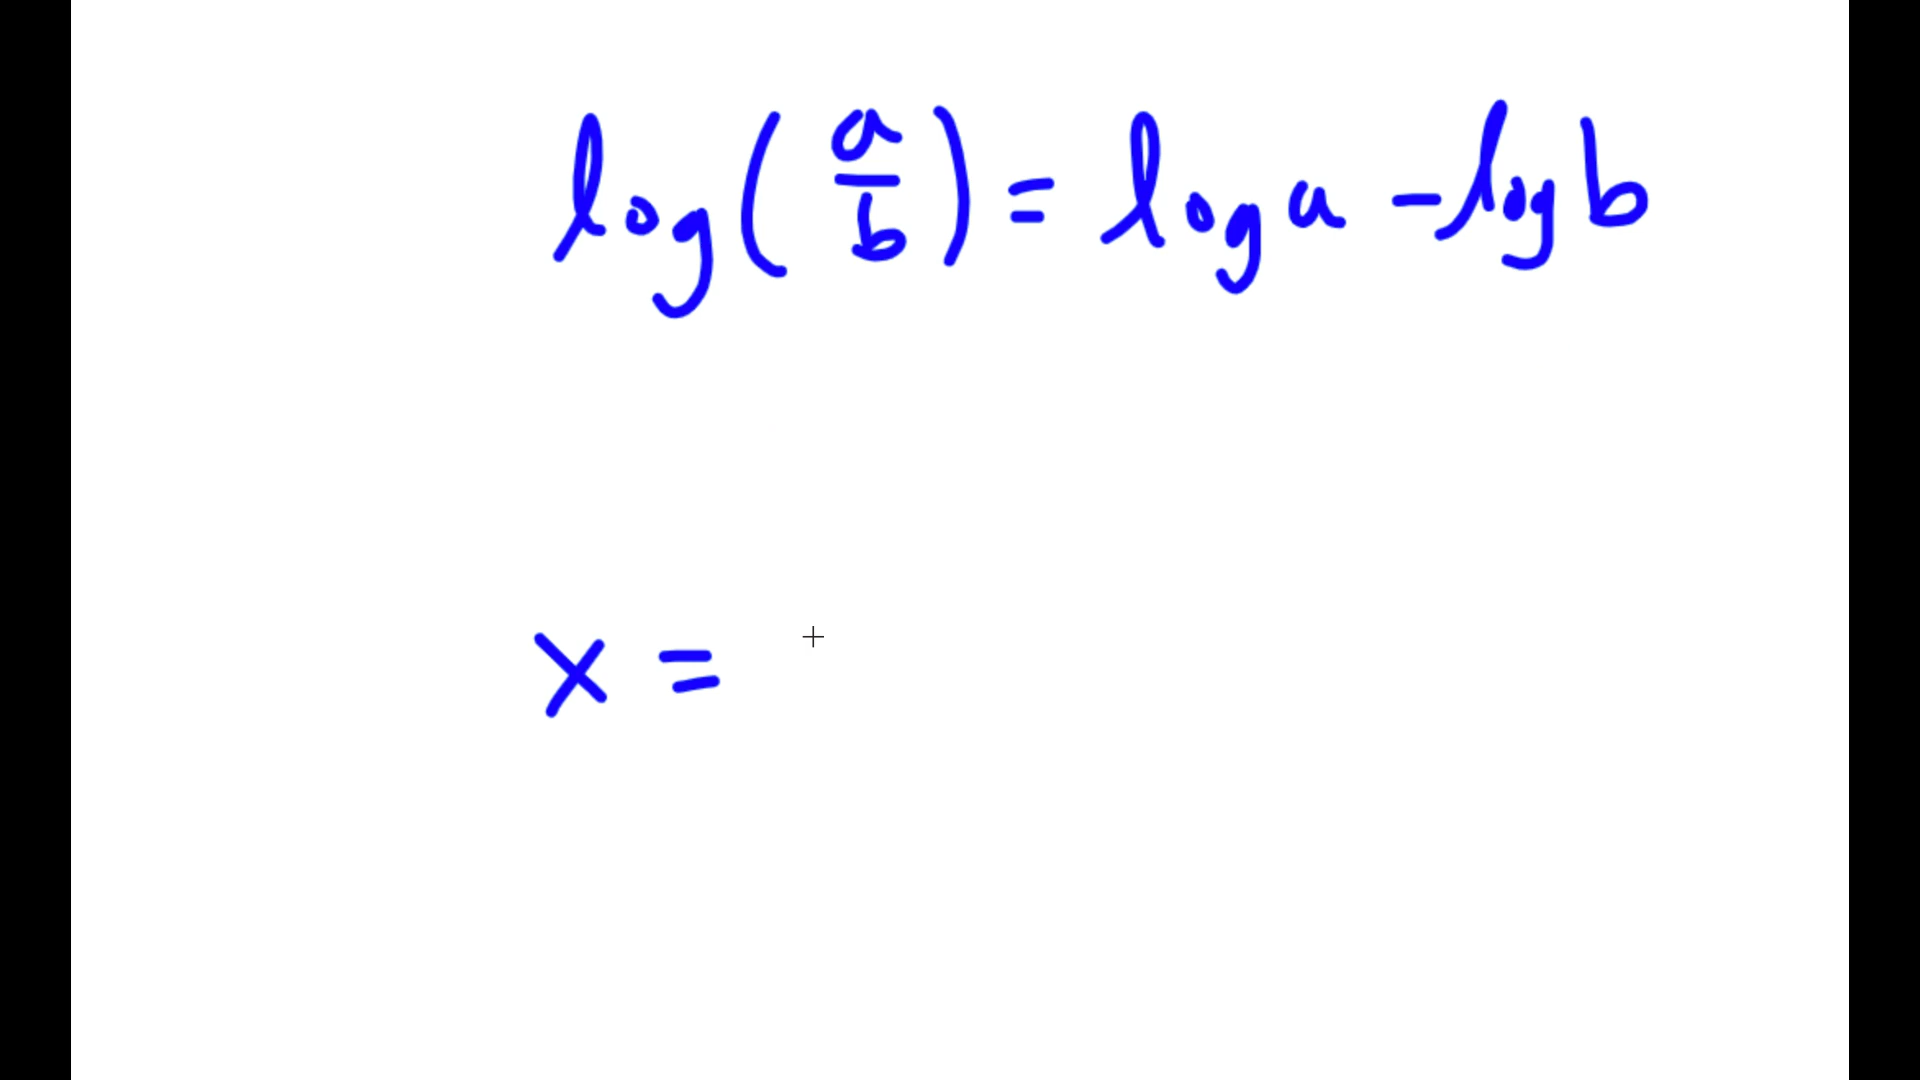 log(a/b) = log a - log b
x =